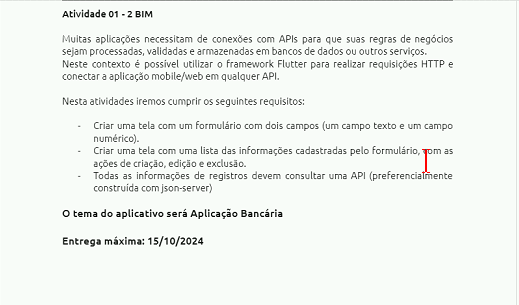 Atividade 01 - 2 BIM
Muitas aplicações necessitam de conexões com APIs para que suas regras de negócios
sejam processadas, validadas e armazenadas em bancos de dados ou outros serviços.
Neste contexto é possível utilizar o framework Flutter para realizar requisições HTTP e
conectar a aplicação mobile/web em qualquer API.
Nesta atividades iremos cumprir os seguintes requisitos:
- Criar uma tela com um formulário com dois campos (um campo texto e um campo
numérico).
- Criar uma tela com uma lista das informações cadastradas pelo formulário, com as
ações de criação, edição e exclusão.
- Todas as informações de registros devem consultar uma API (preferencialmente
construída com json-server)
O tema do aplicativo será Aplicação Bancária
Entrega máxima: 15/10/2024